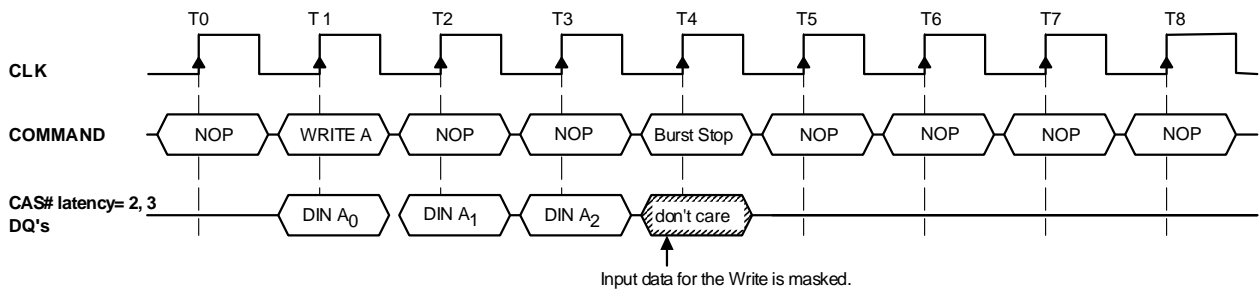 T0 T1 T2 T3 T4 T5 T6 T7 T8
CLK
COMMAND NOP WRITE A NOP NOP Burst Stop NOP NOP NOP NOP
CAS# latency= 2, 3
DQ's DIN A0 DIN A1 DIN A2 don't care
Input data for the Write is masked.